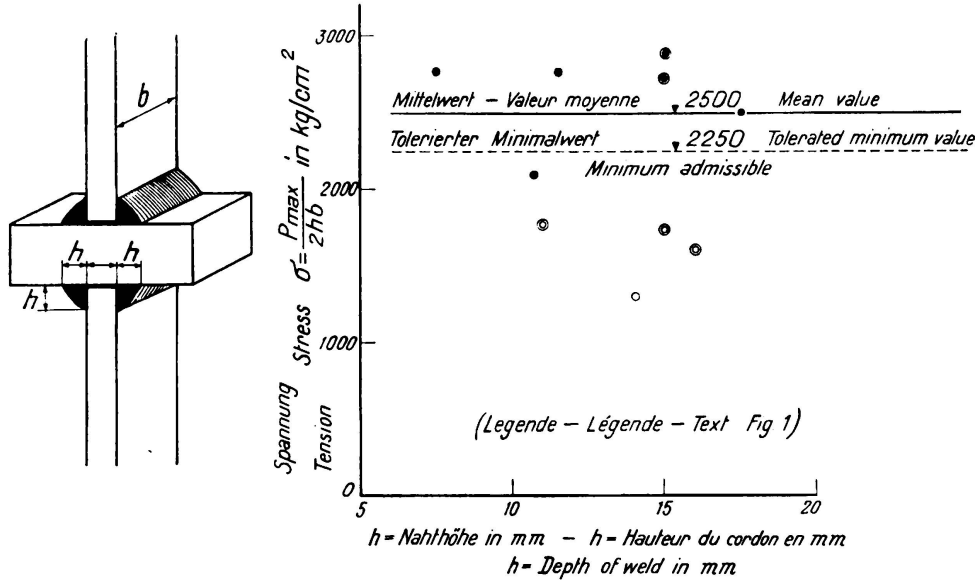 b
h
h
h
Spannung Stress σ = Pmax / 2hb in kg/cm²
Tension
3000
2000
1000
0
Mittelwert – Valeur moyenne 2500 Mean value
Tolerierter Minimalwert 2250 Tolerated minimum value
Minimum admissible
(Legende – Légende – Text Fig 1)
5 10 15 20
h = Nahthöhe in mm – h = Hauteur du cordon en mm
h = Depth of weld in mm